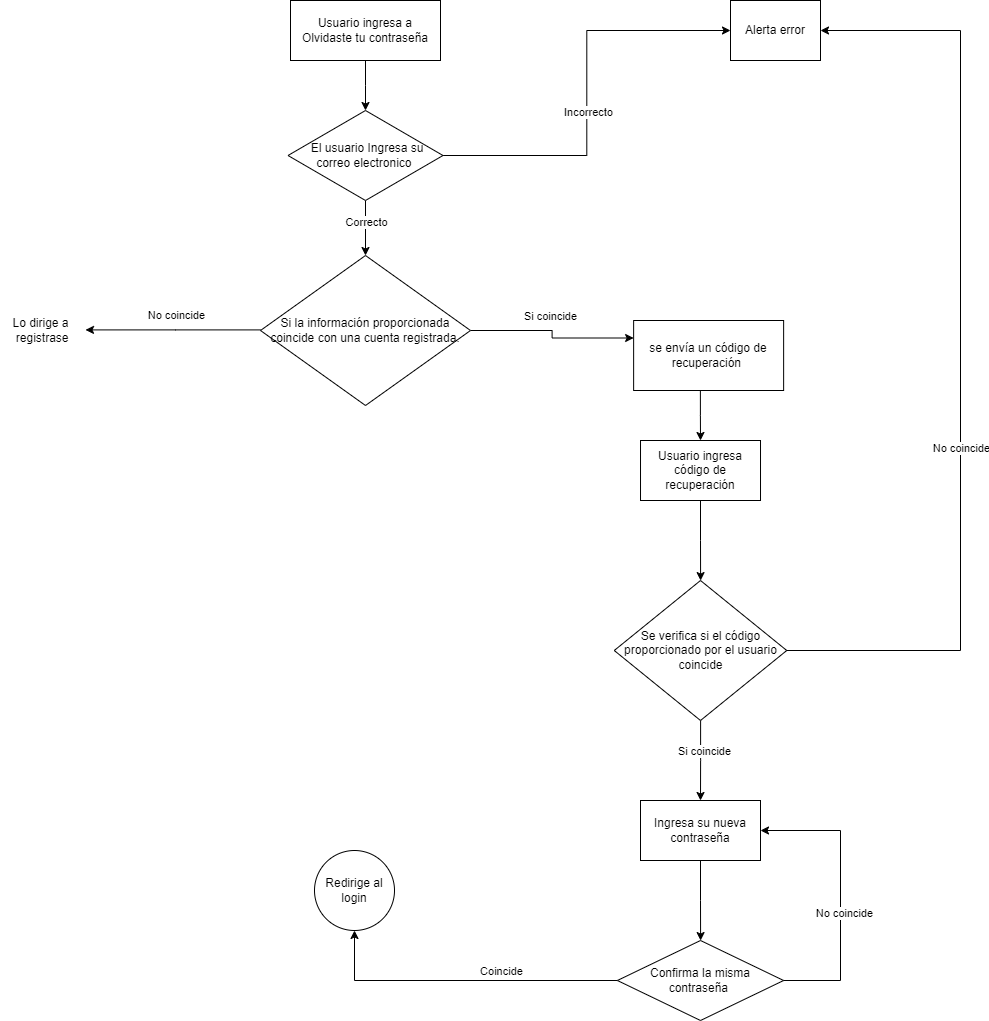 Usuario ingresa a
Olvidaste tu contraseña
Alerta error
Incorrecto
El usuario Ingresa su
correo electronico
Correcto
Lo dirige a
registrase
No coincide
Si la información proporcionada
coincide con una cuenta registrada.
Si coincide
se envía un código de
recuperación
No coincide
Usuario ingresa
código de
recuperación
Se verifica si el código
proporcionado por el usuario
coincide
Si coincide
Ingresa su nueva
contraseña
Redirige al
login
No coincide
Coincide
Confirma la misma
contraseña